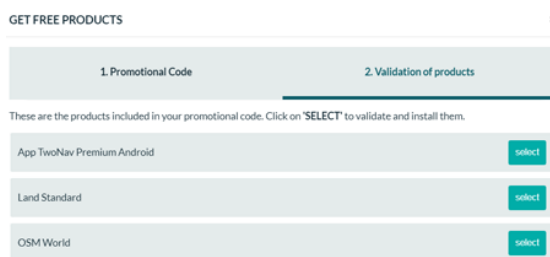 GET FREE PRODUCTS
1. Promotional Code
2. Validation of products
These are the products included in your promotional code. Click on 'SELECT' to validate and install them.
App TwoNav Premium Android
select
Land Standard
select
OSM World
select